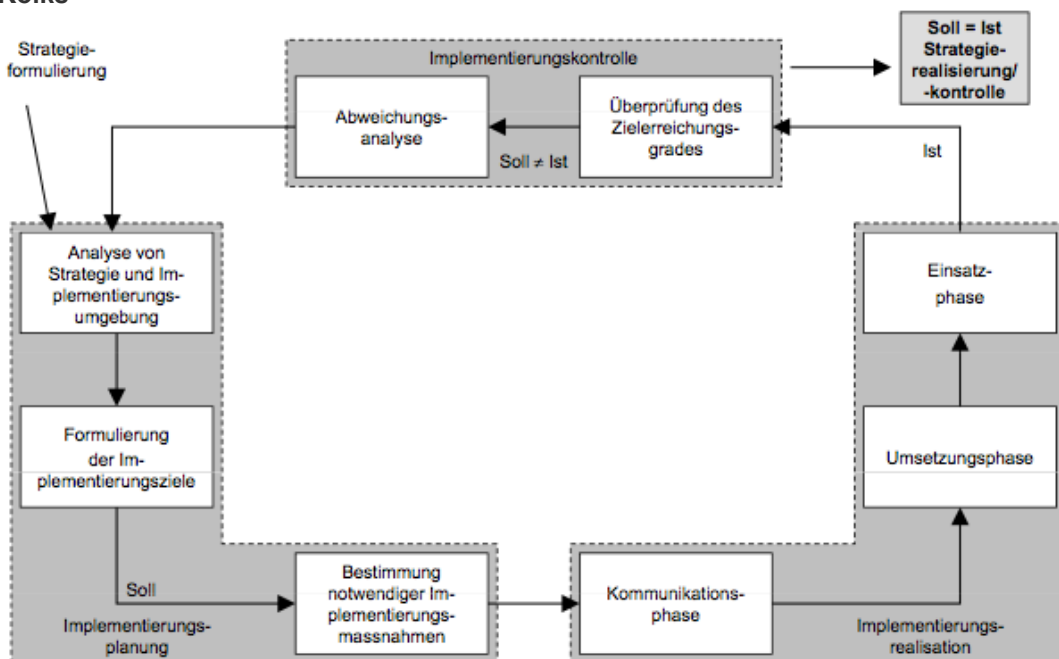 Strategie-
formulierung
Implementierungskontrolle
Abweichungs-
analyse
Soll ≠ Ist
Überprüfung des
Zielerreichungs-
grades
Soll = Ist
Strategie-
realisierung/
-kontrolle
Ist
Analyse von
Strategie und Im-
plementierungs-
umgebung
Formulierung
der Im-
plementierungsziele
Soll
Implementierungs-
planung
Bestimmung
notwendiger Im-
plementierungs-
massnahmen
Kommunikations-
phase
Einsatz-
phase
Umsetzungsphase
Implementierungs-
realisation